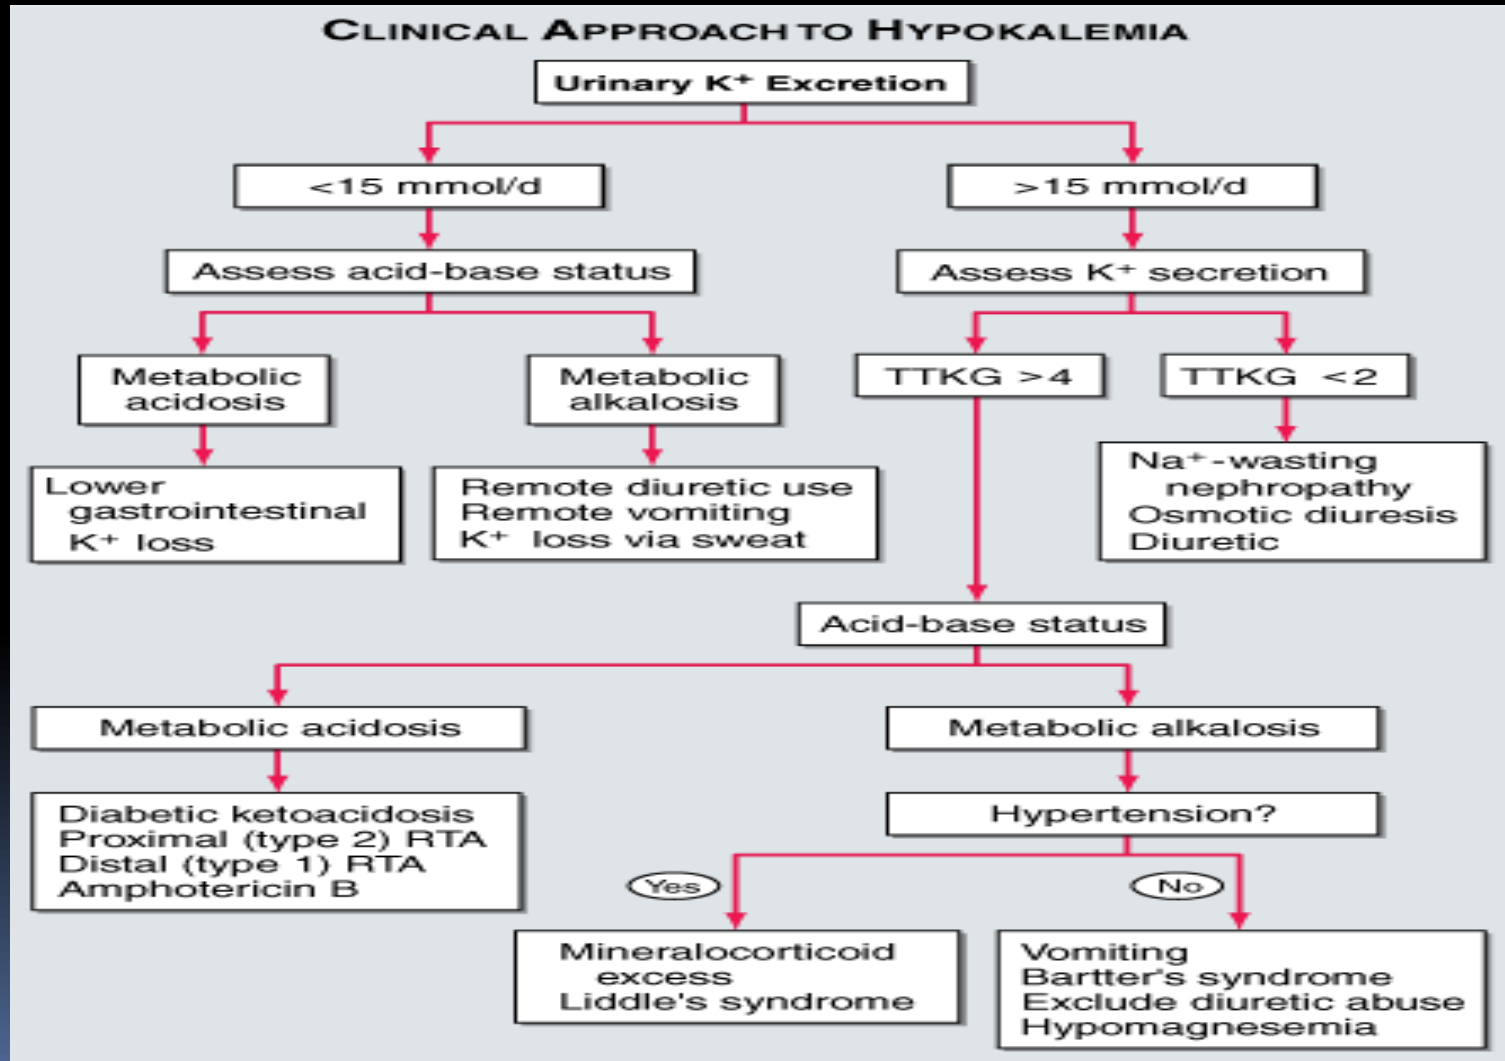 CLINICAL APPROACH TO HYPOKALEMIA
Urinary K⁺ Excretion
<15 mmol/d
>15 mmol/d
Assess acid-base status
Assess K⁺ secretion
Metabolic
acidosis
Metabolic
alkalosis
TTKG >4
TTKG <2
Lower
gastrointestinal
K⁺ loss
Remote diuretic use
Remote vomiting
K⁺ loss via sweat
Na⁺-wasting
nephropathy
Osmotic diuresis
Diuretic
Acid-base status
Metabolic acidosis
Metabolic alkalosis
Diabetic ketoacidosis
Proximal (type 2) RTA
Distal (type 1) RTA
Amphotericin B
Hypertension?
Yes
No
Mineralocorticoid
excess
Liddle's syndrome
Vomiting
Bartter's syndrome
Exclude diuretic abuse
Hypomagnesemia